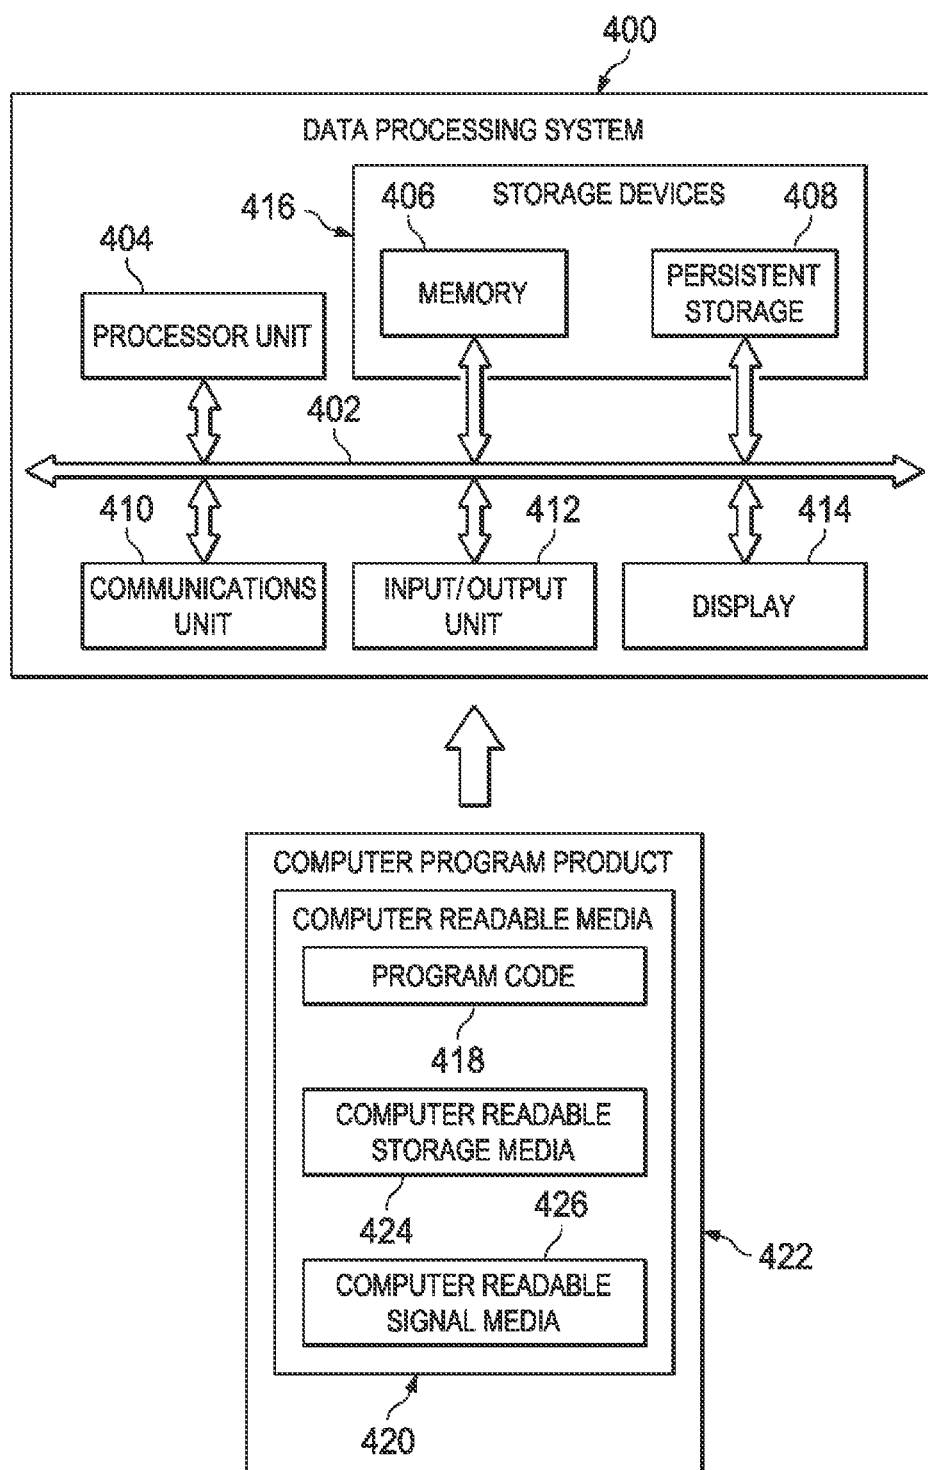 400
DATA PROCESSING SYSTEM
STORAGE DEVICES
406
408
416
404
MEMORY
PERSISTENT
STORAGE
PROCESSOR UNIT
402
410
412
414
COMMUNICATIONS
UNIT
INPUT/OUTPUT
UNIT
DISPLAY
COMPUTER PROGRAM PRODUCT
COMPUTER READABLE MEDIA
PROGRAM CODE
418
COMPUTER READABLE
STORAGE MEDIA
424
426
422
COMPUTER READABLE
SIGNAL MEDIA
420